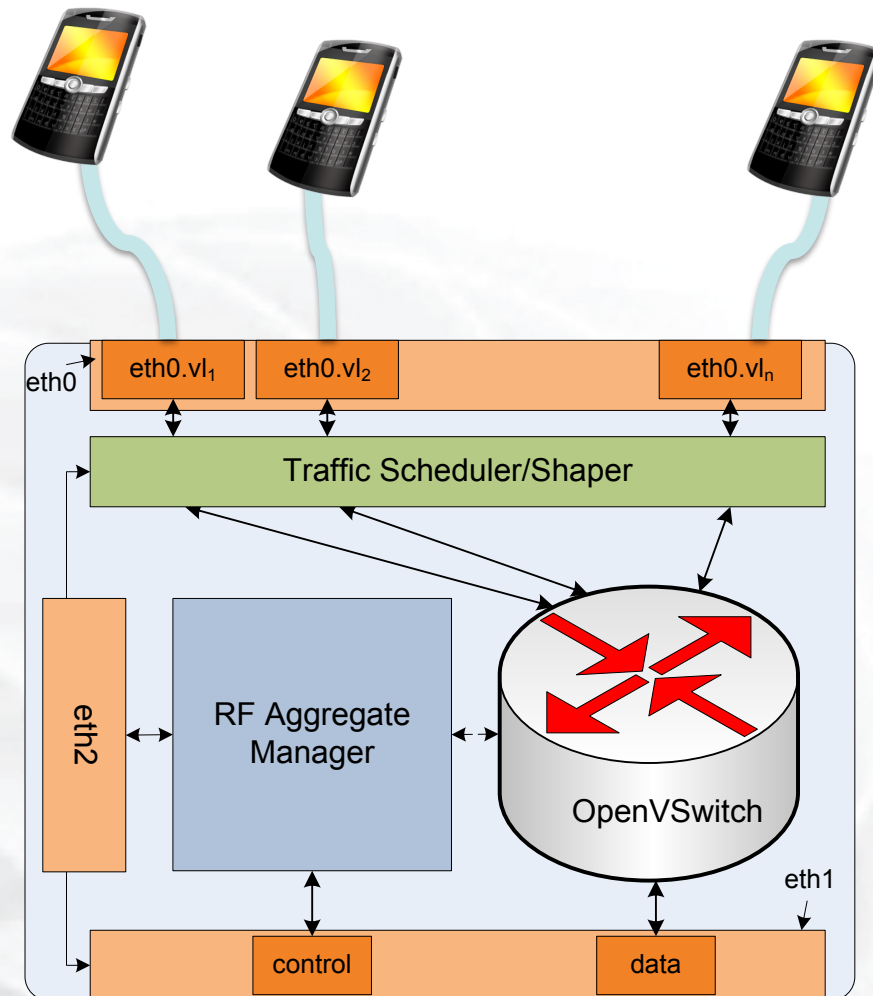 eth0
eth0.vl₁
eth0.vl₂
eth0.vlₙ
Traffic Scheduler/Shaper
eth2
RF Aggregate
Manager
OpenVSwitch
eth1
control
data